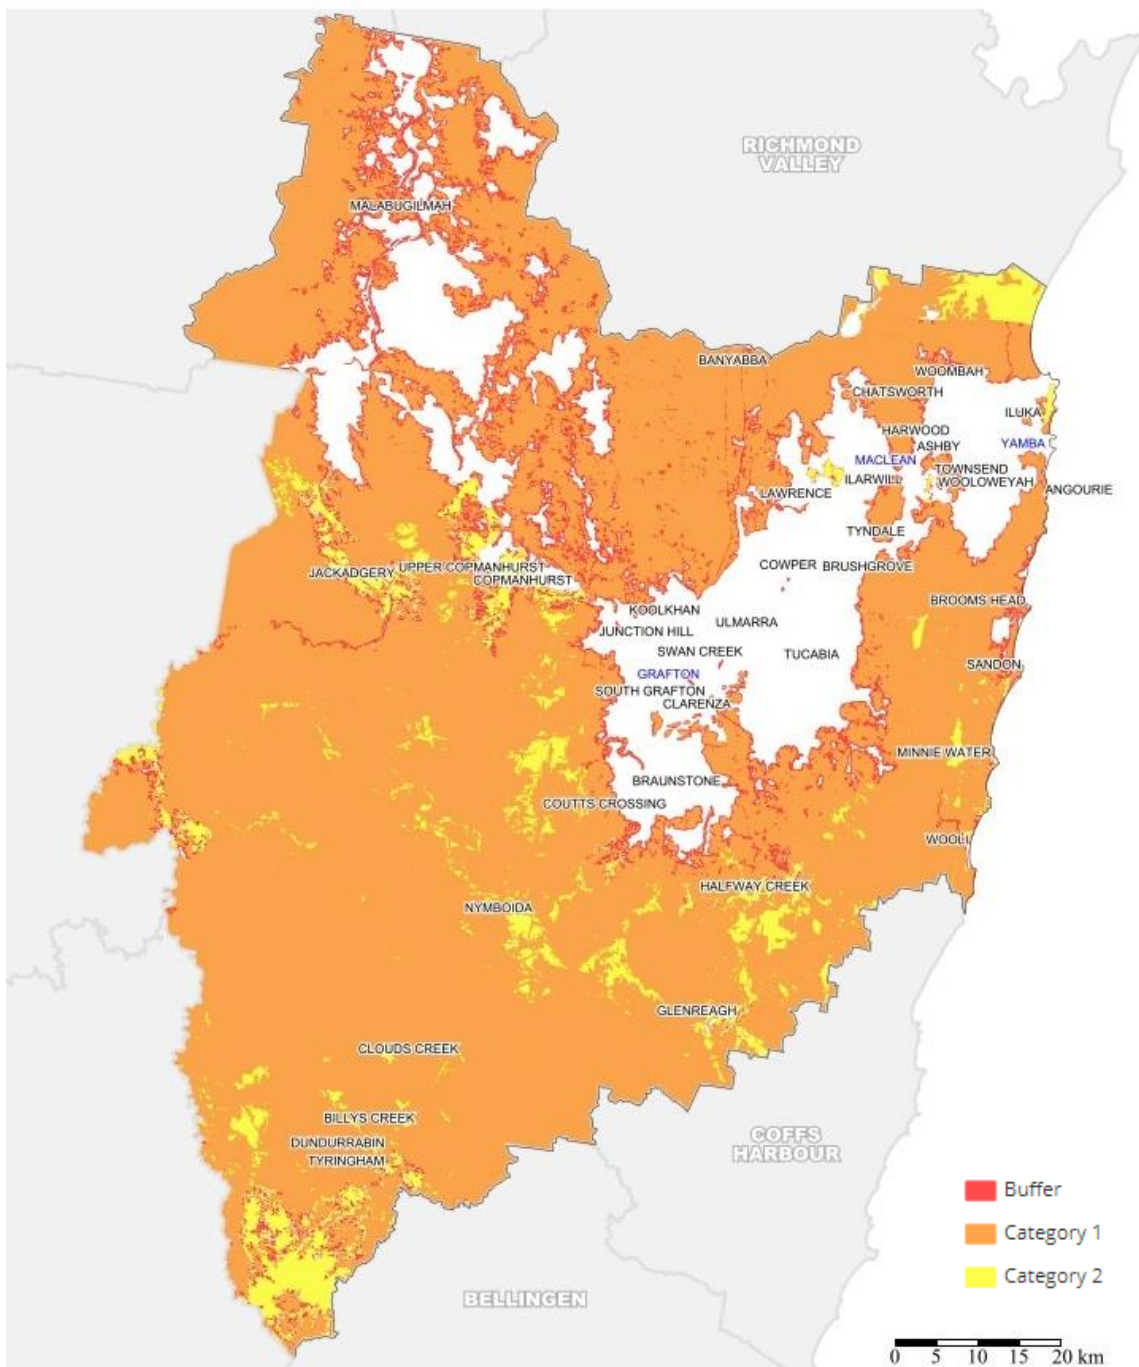 RICHMOND
VALLEY
MALABUGILMAH
BANYABBA
WOOMBAH
CHATSWORTH
ILUKA
HARWOOD
YAMBA
ASHBY
MACLEAN
TOWNSEND
ILARWILL
WOOLOWEYAH
ANGOURIE
LAWRENCE
TYNDALE
COWPER
BRUSHGROVE
UPPER COPMANHURST
JACKADGERY
COPMANHURST
BROOMS HEAD
KOOLKHAN
ULMARRA
JUNCTION HILL
SWAN CREEK
TUCABIA
SANDON
GRAFTON
SOUTH GRAFTON
CLARENZA
MINNIE WATER
BRAUNSTONE
COUTTS CROSSING
WOOLI
HALFWAY CREEK
NYMBOIDA
GLENREAGH
CLOUDS CREEK
BILLYS CREEK
DUNDURRABIN
TYRINGHAM
COFFS
HARBOUR
BELLINGEN
Buffer
Category 1
Category 2
0 5 10 15 20 km